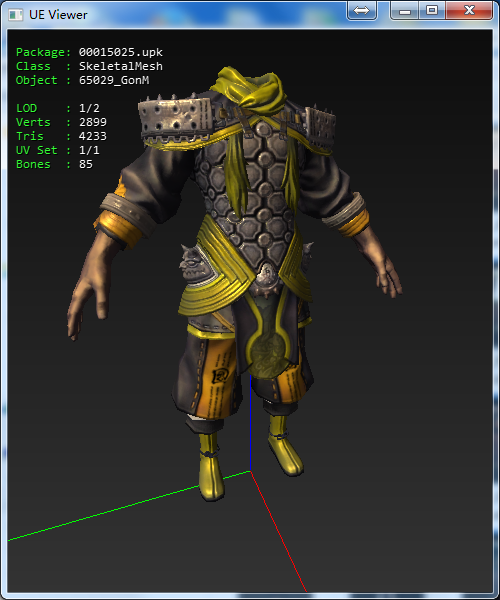 UE Viewer
Package: 00015025.upk
Class : SkeletalMesh
Object : 65029_GonM
LOD : 1/2
Verts : 2899
Tris : 4233
UV Set : 1/1
Bones : 85